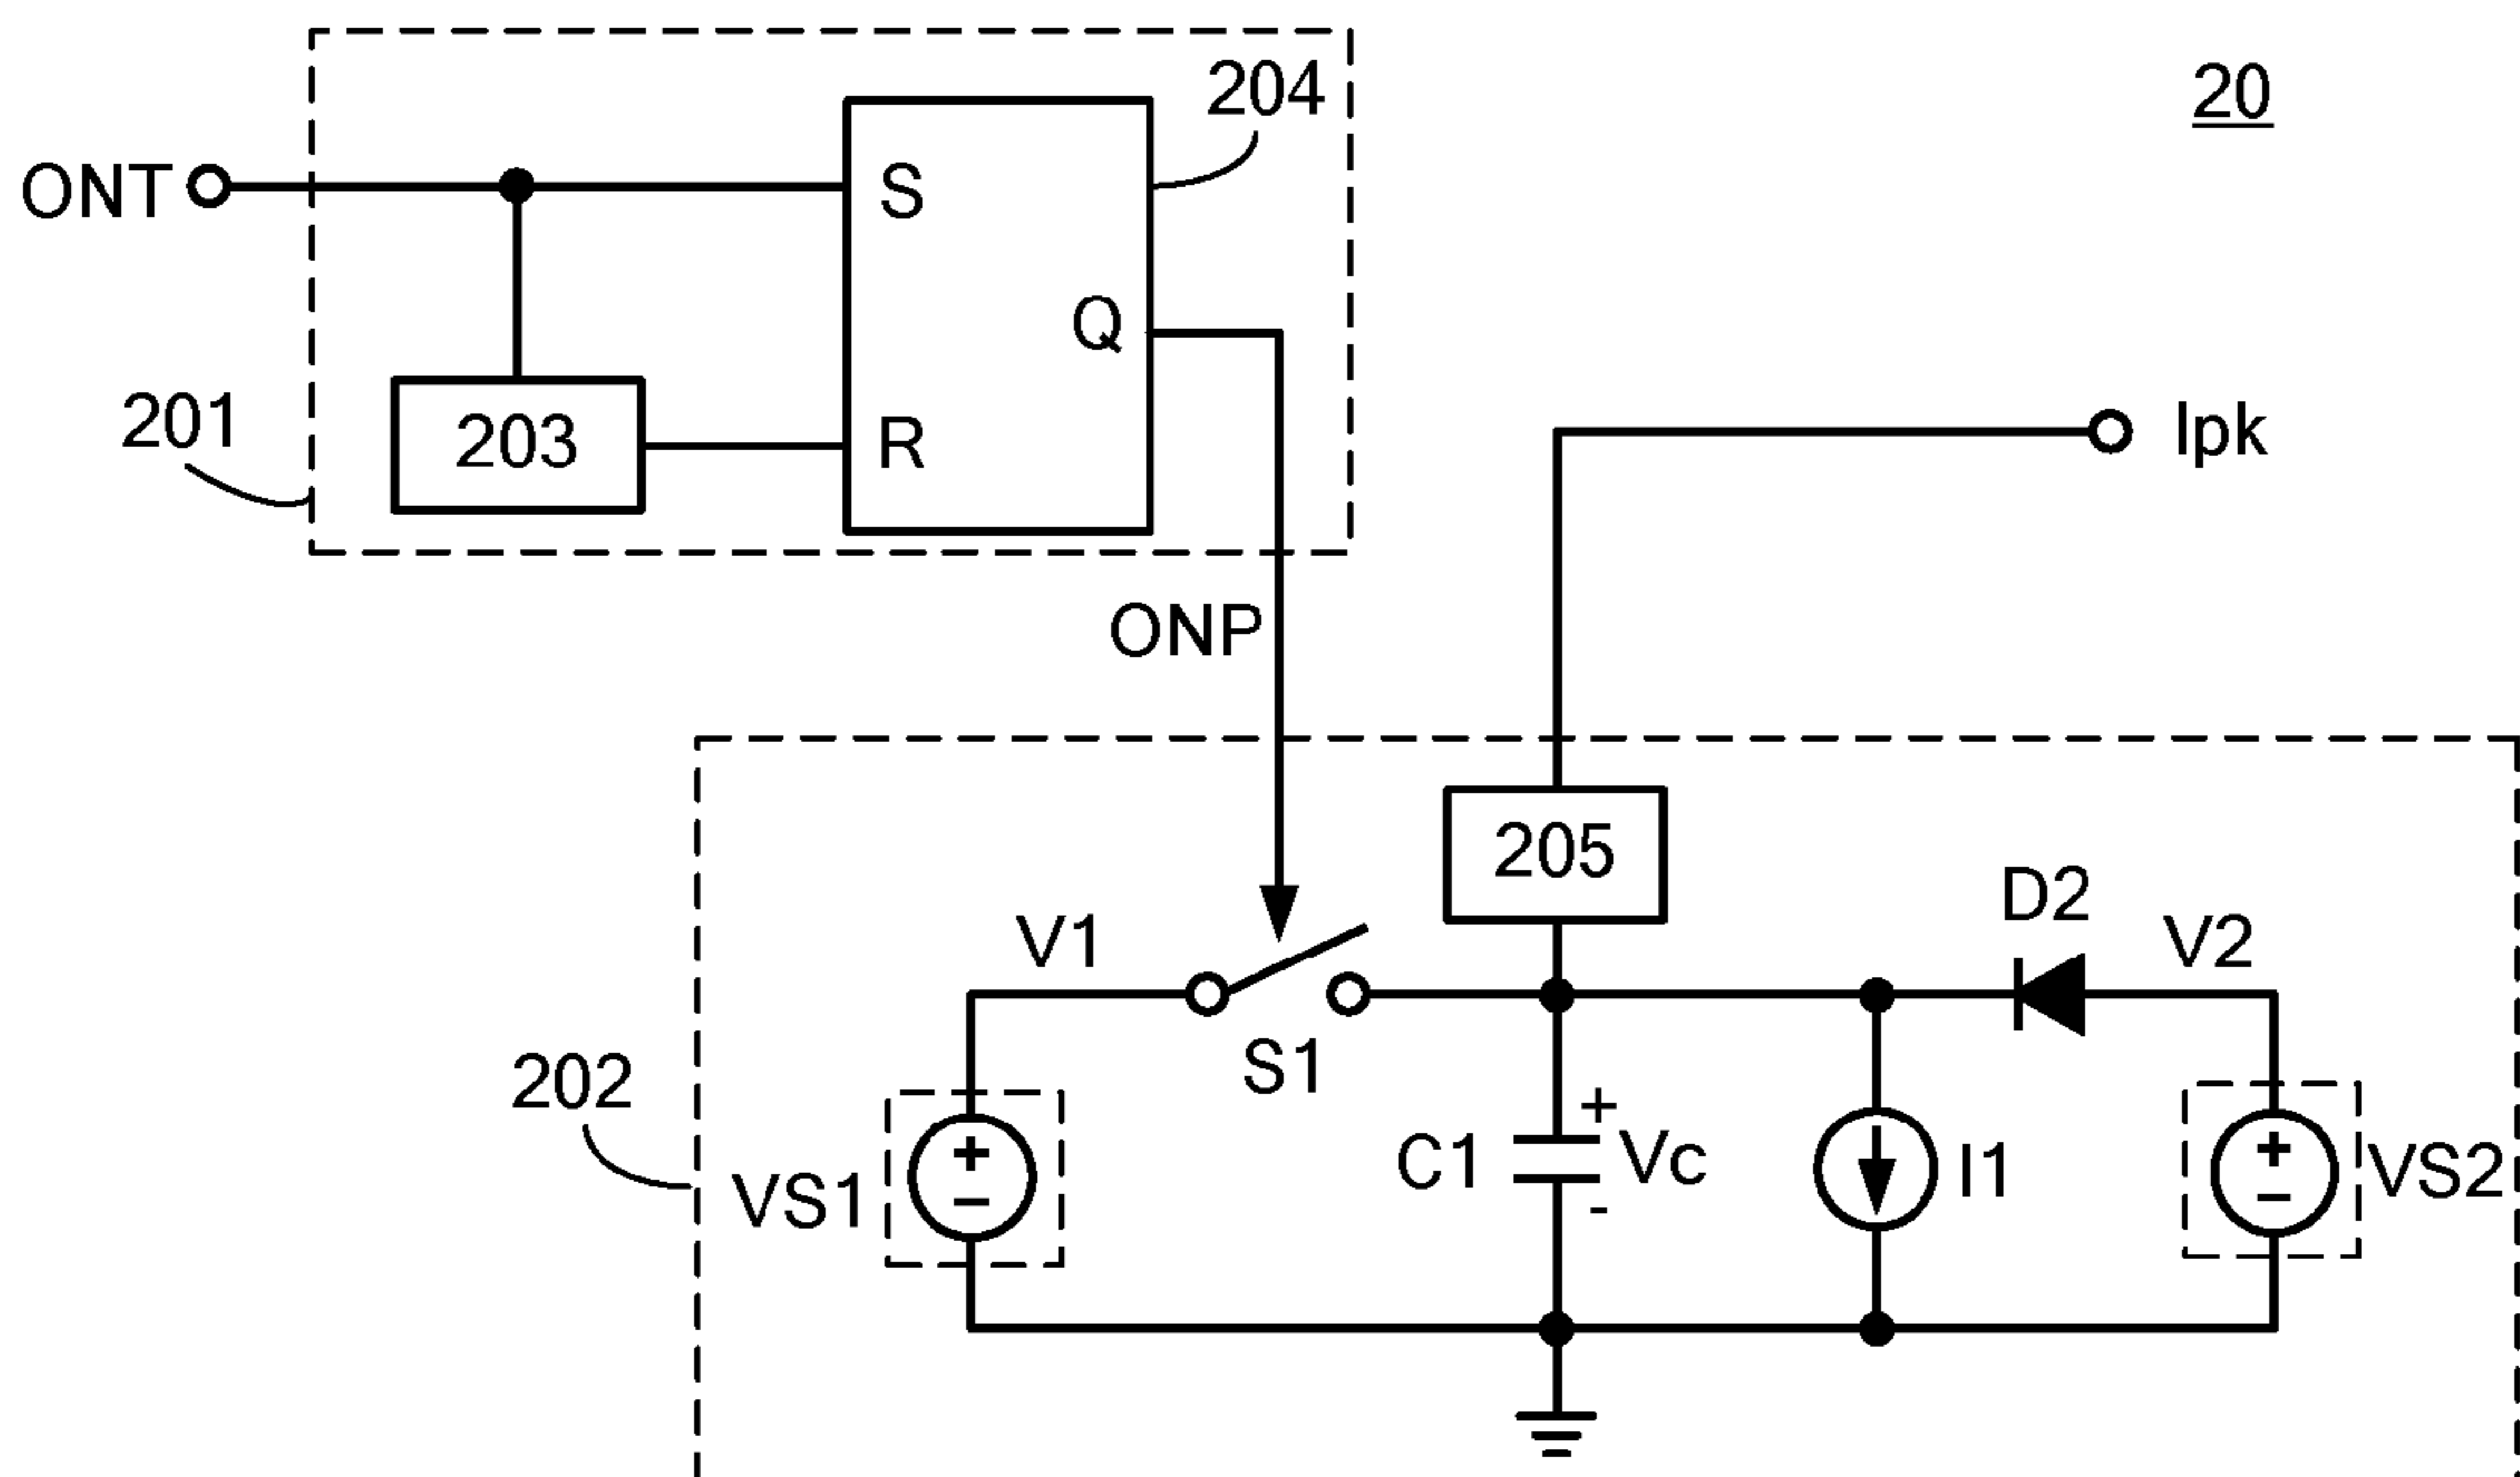 20
204
ONT
S
Q
201
203
R
Ipk
ONP
205
D2
V1
V2
S1
202
+
C1
Vc
-
VS1
+
−
I1
+
−
VS2